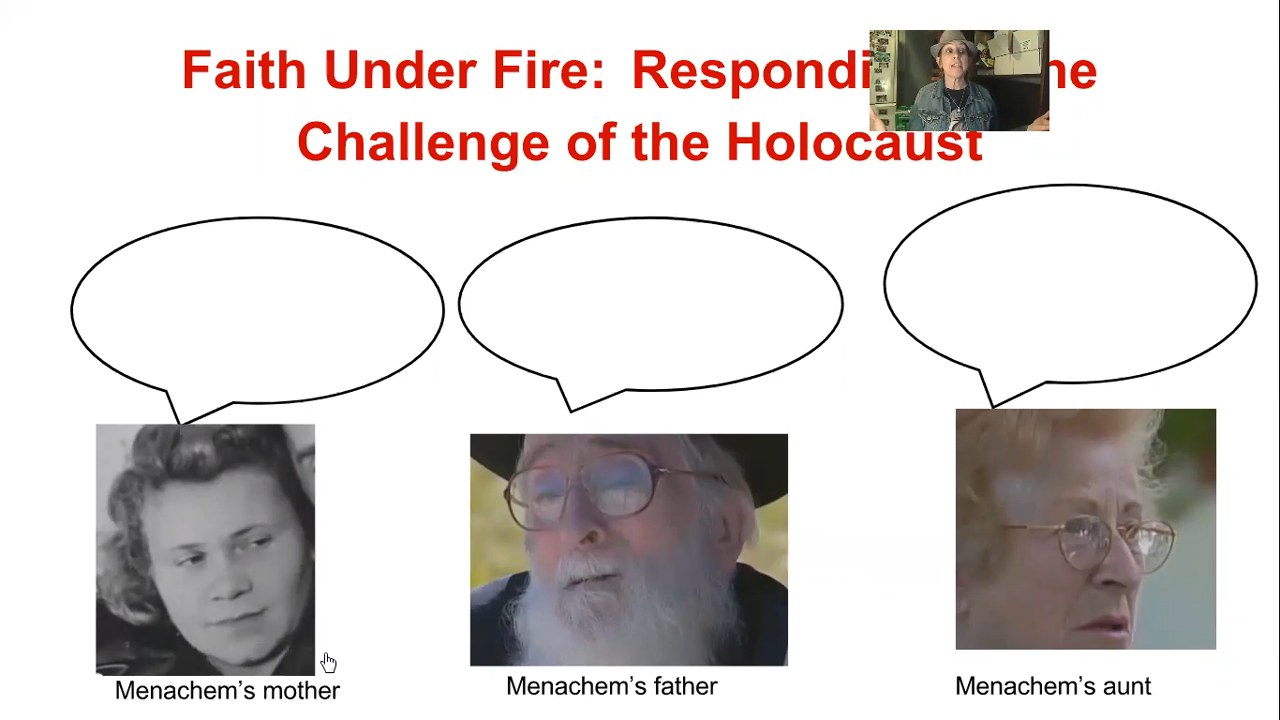 Faith Under Fire: Respondi he
Challenge of the Holocaust
Menachem's mother
Menachem's father
Menachem's aunt